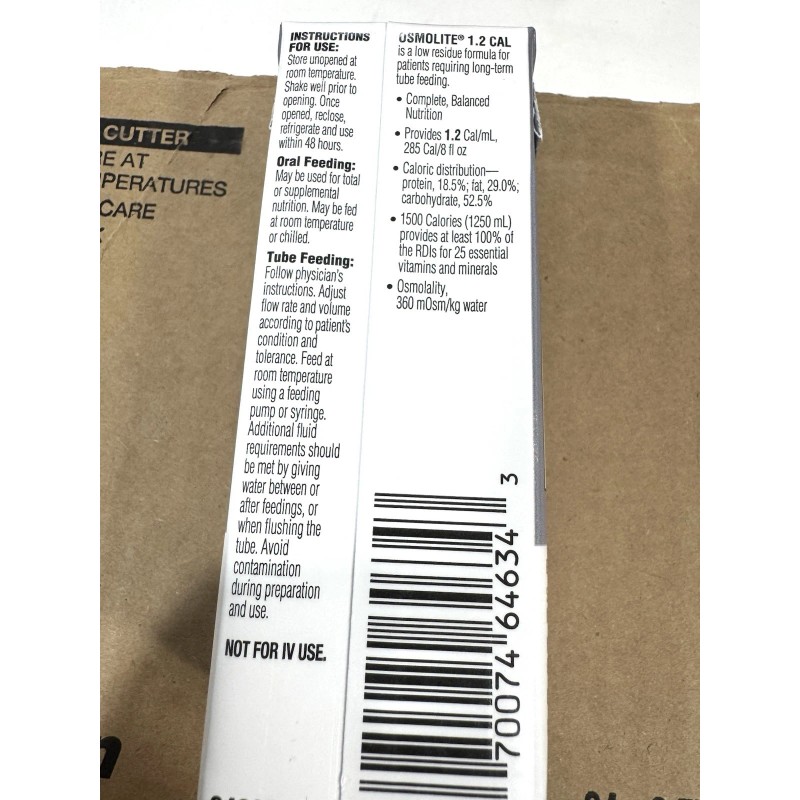 CUTTER
E AT
PERATURES
CARE
INSTRUCTIONS
FOR USE:
Store unopened at
room temperature.
Shake well prior to
opening. Once
opened, reclose,
refrigerate and use
within 48 hours.
Oral Feeding:
May be used for total
or supplemental
nutrition. May be fed
at room temperature
or chilled.
Tube Feeding:
Follow physician's
instructions. Adjust
flow rate and volume
according to patient's
condition and
tolerance. Feed at
room temperature
using a feeding
pump or syringe.
Additional fluid
requirements should
be met by giving
water between or
after feedings, or
when flushing the
tube. Avoid
contamination
during preparation
and use.
NOT FOR IV USE.
OSMOLITE® 1.2 CAL
is a low residue formula for
patients requiring long-term
tube feeding.
• Complete, Balanced
Nutrition
• Provides 1.2 Cal/mL,
285 Cal/8 fl oz
• Caloric distribution—
protein, 18.5%; fat, 29.0%;
carbohydrate, 52.5%
• 1500 Calories (1250 mL)
provides at least 100% of
the RDIs for 25 essential
vitamins and minerals
• Osmolality,
360 mOsm/kg water
70074 64634 3